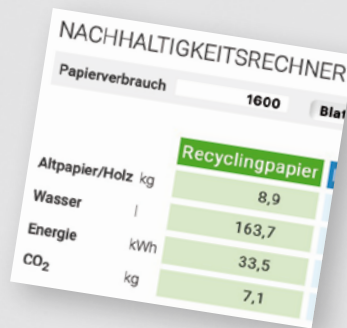 NACHHALTIGKEITSRECHNER
Papierverbrauch 1600
Recyclingpapier
Altpapier/Holz kg 8,9
Wasser l 163,7
Energie kWh 33,5
CO₂ kg 7,1